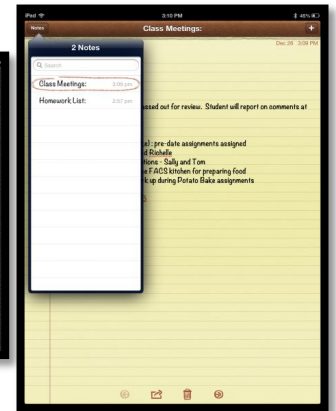 iPad 3:10 PM 45%
Notes Class Meetings: +
Dec 28 3:09 PM
2 Notes
Search
Class Meetings: 3:09 pm
Homework List: 2:57 pm
assed out for review. Student will report on comments at
e) : pre-date assignments assigned
d Richelle
tions - Sally and Tom
e FACS kitchen for preparing food
k up during Potato Bake assignments